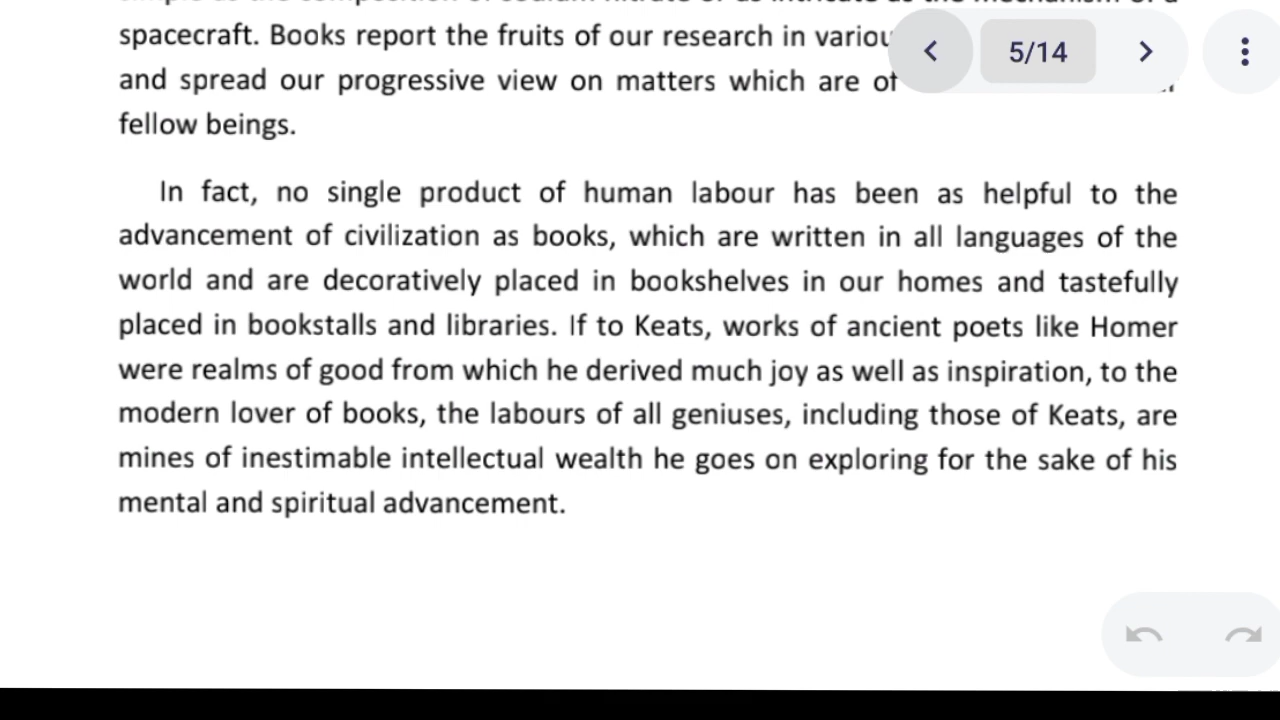 spacecraft. Books report the fruits of our research in
5/14
and spread our progressive view on matters which are of
fellow beings.
In fact, no single product of human labour has been as helpful to the
advancement of civilization as books, which are written in all languages of the
world and are decoratively placed in bookshelves in our homes and tastefully
placed in bookstalls and libraries. If to Keats, works of ancient poets like Homer
were realms of good from which he derived much joy as well as inspiration, to the
modern lover of books, the labours of all geniuses, including those of Keats, are
mines of inestimable intellectual wealth he goes on exploring for the sake of his
mental and spiritual advancement.